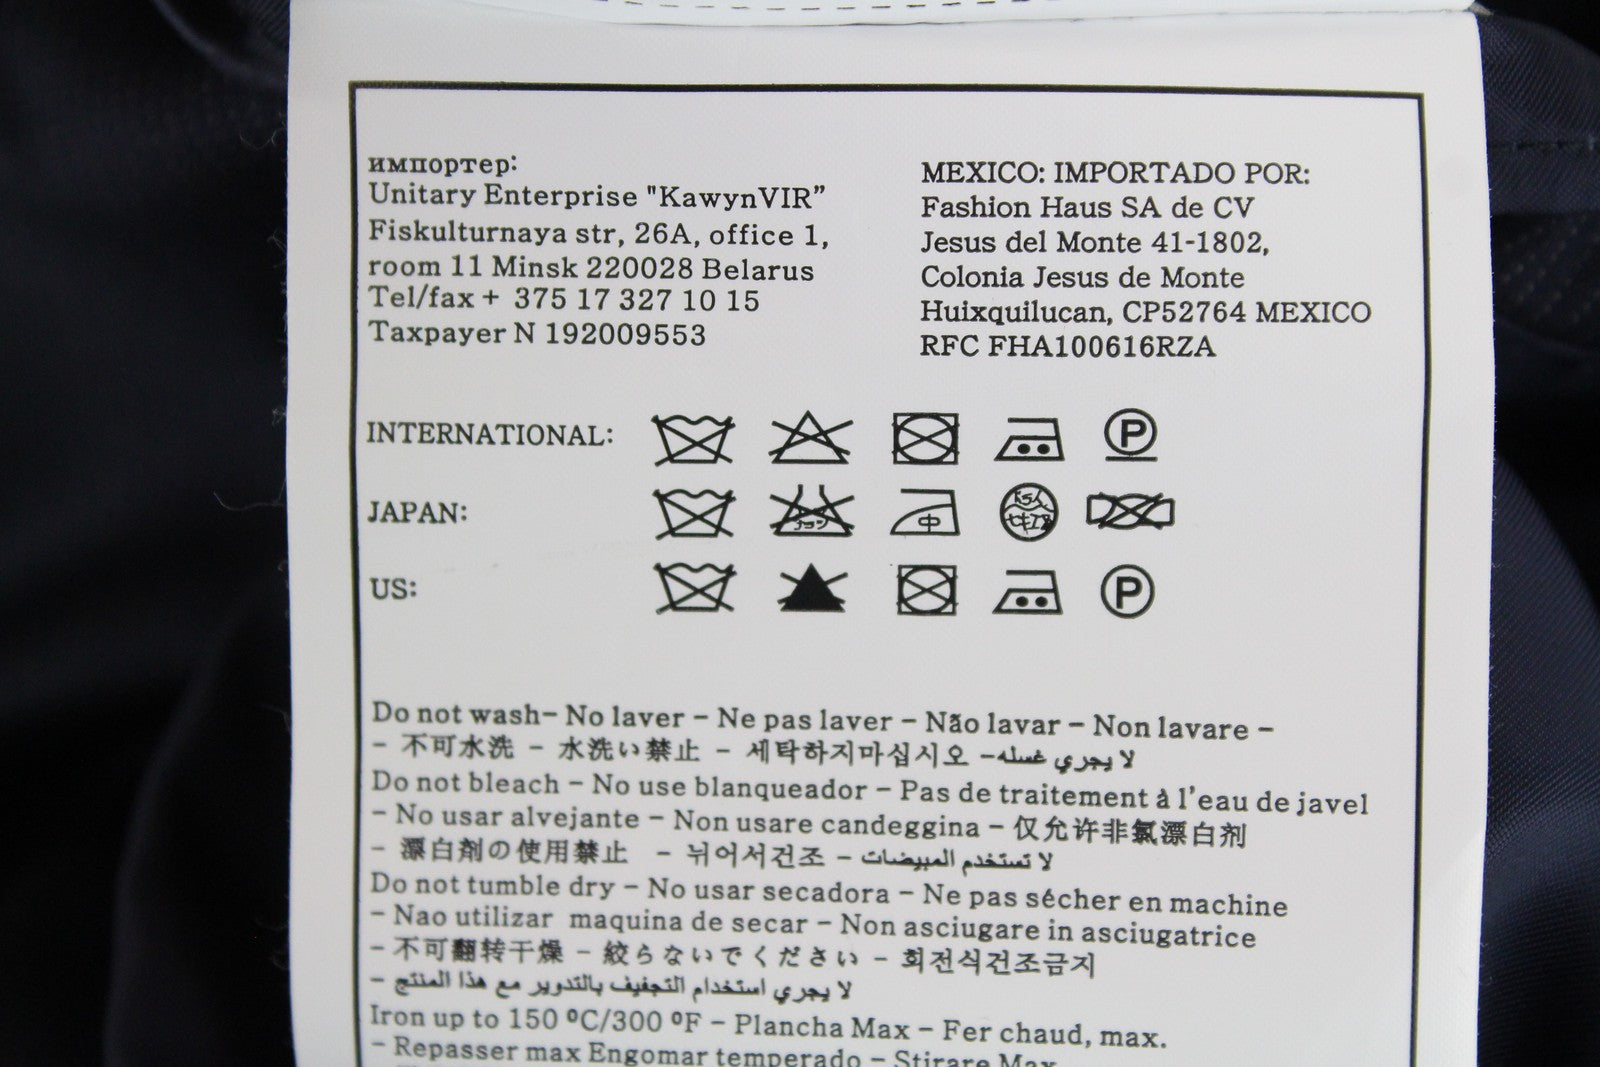 импортер:
Unitary Enterprise "KawynVIR”
Fiskulturnaya str, 26A, office 1,
room 11 Minsk 220028 Belarus
Tel/fax + 375 17 327 10 15
Taxpayer N 192009553
MEXICO: IMPORTADO POR:
Fashion Haus SA de CV
Jesus del Monte 41-1802,
Colonia Jesus de Monte
Huixquilucan, CP52764 MEXICO
RFC FHA100616RZA
INTERNATIONAL:
P
JAPAN:
中
US:
P
Do not wash- No laver - Ne pas laver - Não lavar - Non lavare -
- 不可水洗 - 水洗い禁止 - 세탁하지마십시오 -لا يجري غسله
Do not bleach - No use blanqueador - Pas de traitement à l'eau de javel
- No usar alvejante - Non usare candeggina - 仅允许非氯漂白剂
- 漂白剤の使用禁止 - 뉘어서건조 - لا تستخدم المبيضات
Do not tumble dry - No usar secadora - Ne pas sécher en machine
- Nao utilizar maquina de secar - Non asciugare in asciugatrice
- 不可翻转干燥 - 絞らないでください - 회전식건조금지
- لا يجري استخدام التجفيف بالتدوير مع هذا المنتج
Iron up to 150 ºC/300 ºF - Plancha Max - Fer chaud, max.
- Repasser max Engomar temperado - Stirare Max